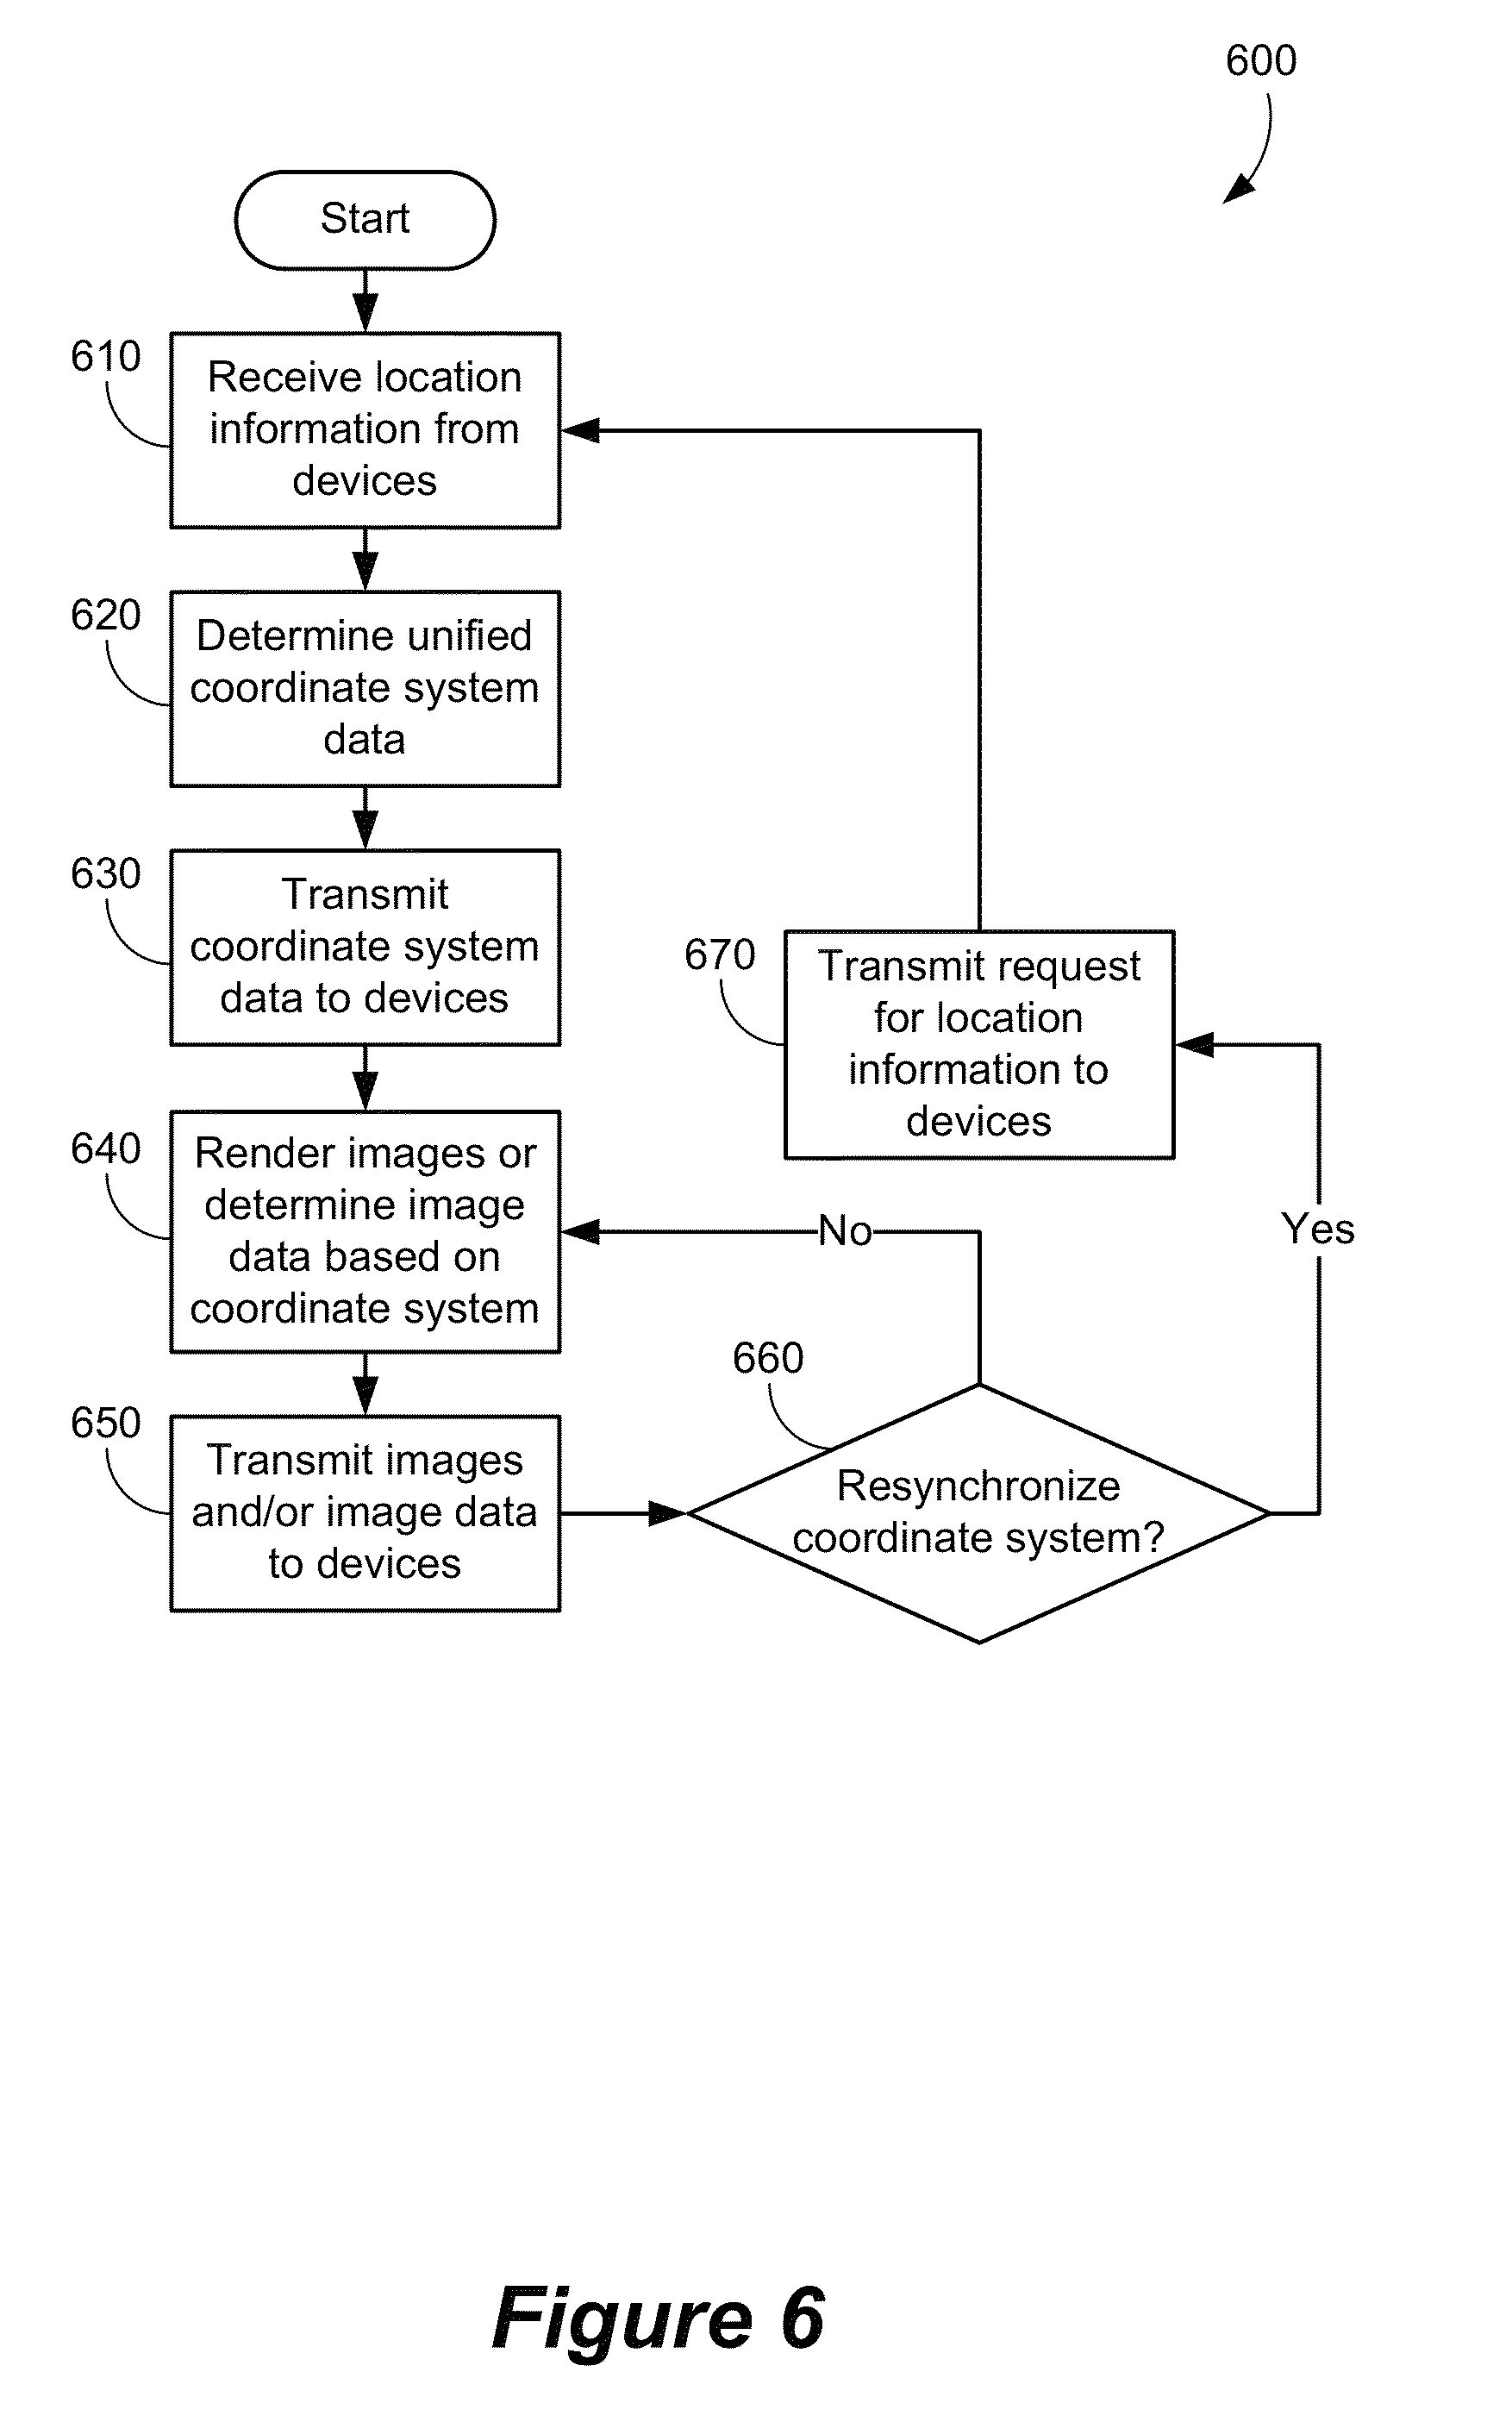 600
Start
610
Receive location
information from
devices
620
Determine unified
coordinate system
data
630
Transmit
coordinate system
data to devices
670
Transmit request
for location
information to
devices
640
Render images or
determine image
data based on
coordinate system
No
Yes
660
650
Transmit images
and/or image data
to devices
Resynchronize
coordinate system?
Figure 6